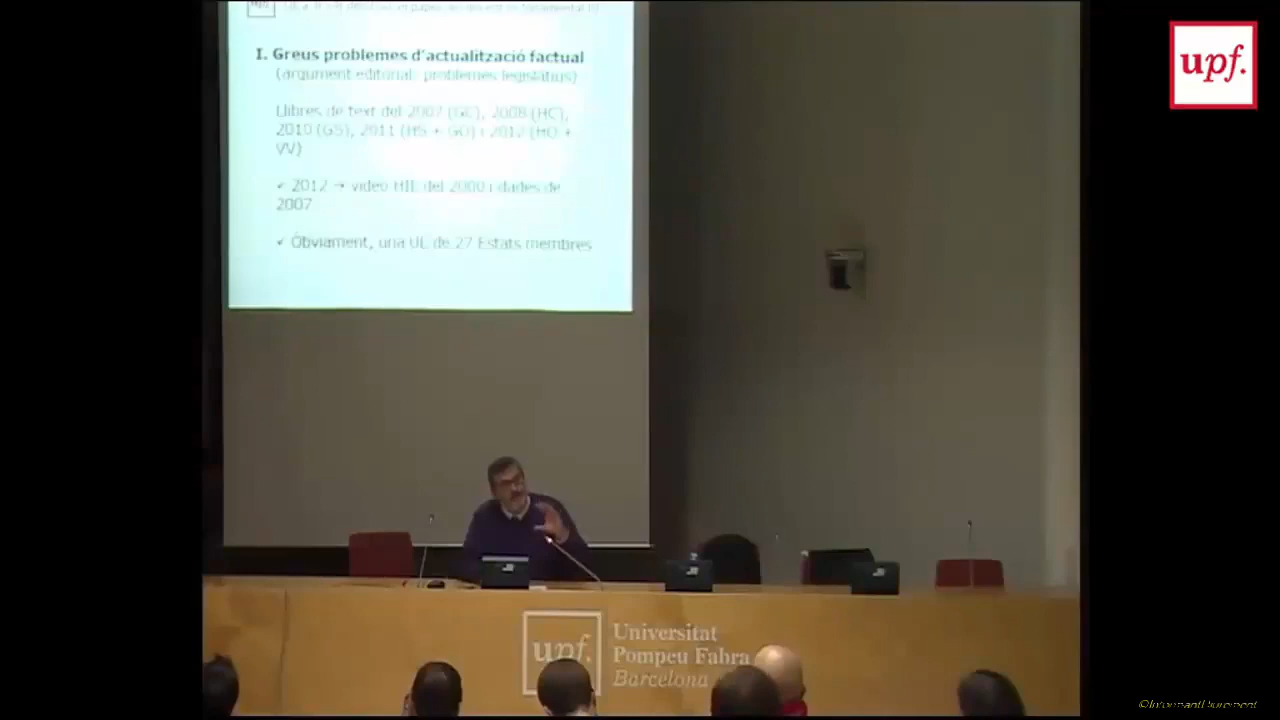 upf.
I. Greus problemes d'actualització factual
(argument editorial: problemes legislatius)
Llibres de text del 2007 (GC), 2008 (HC),
2010 (GS), 2011 (HS + GO) i 2012 (HO +
VV)
✓ 2012 → video HIE del 2000 i dades de
2007
✓ Òbviament, una UE de 27 Estats membres
upf.
Universitat
Pompeu Fabra
Barcelona